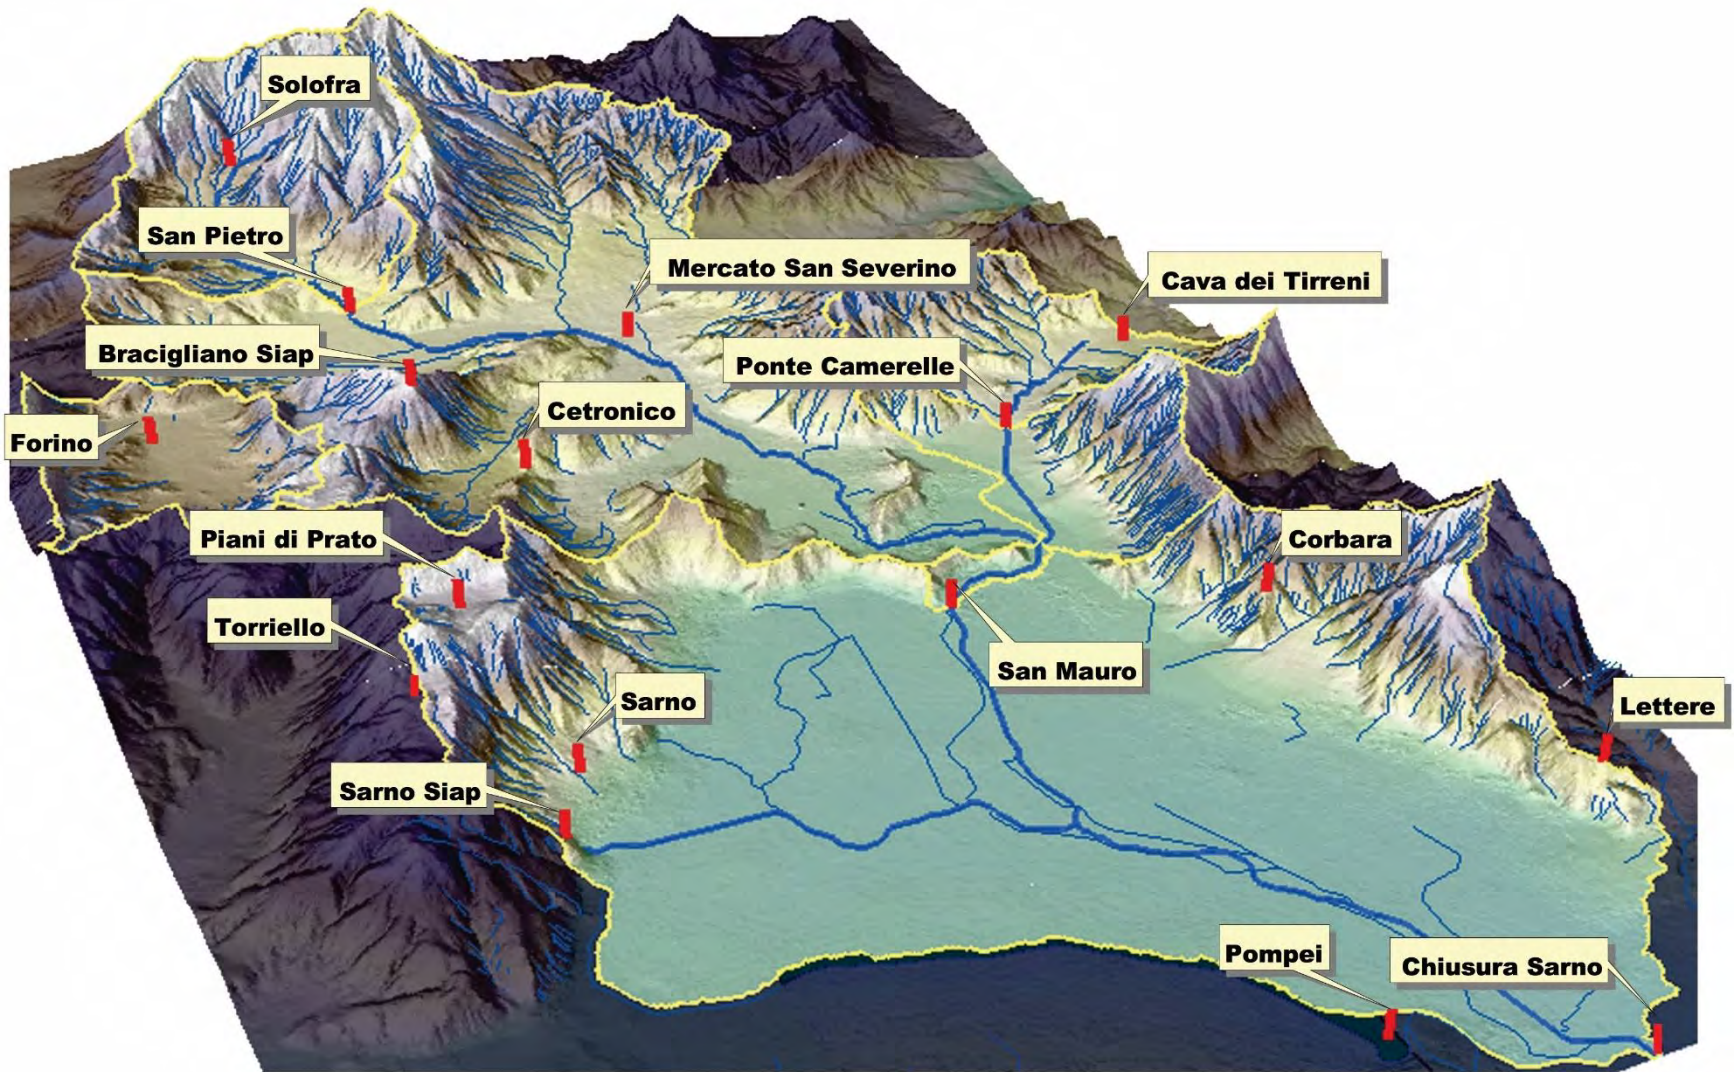 Solofra
San Pietro
Mercato San Severino
Cava dei Tirreni
Bracigliano Siap
Ponte Camerelle
Cetronico
Forino
Piani di Prato
Corbara
Torriello
San Mauro
Sarno
Lettere
Sarno Siap
Pompei
Chiusura Sarno